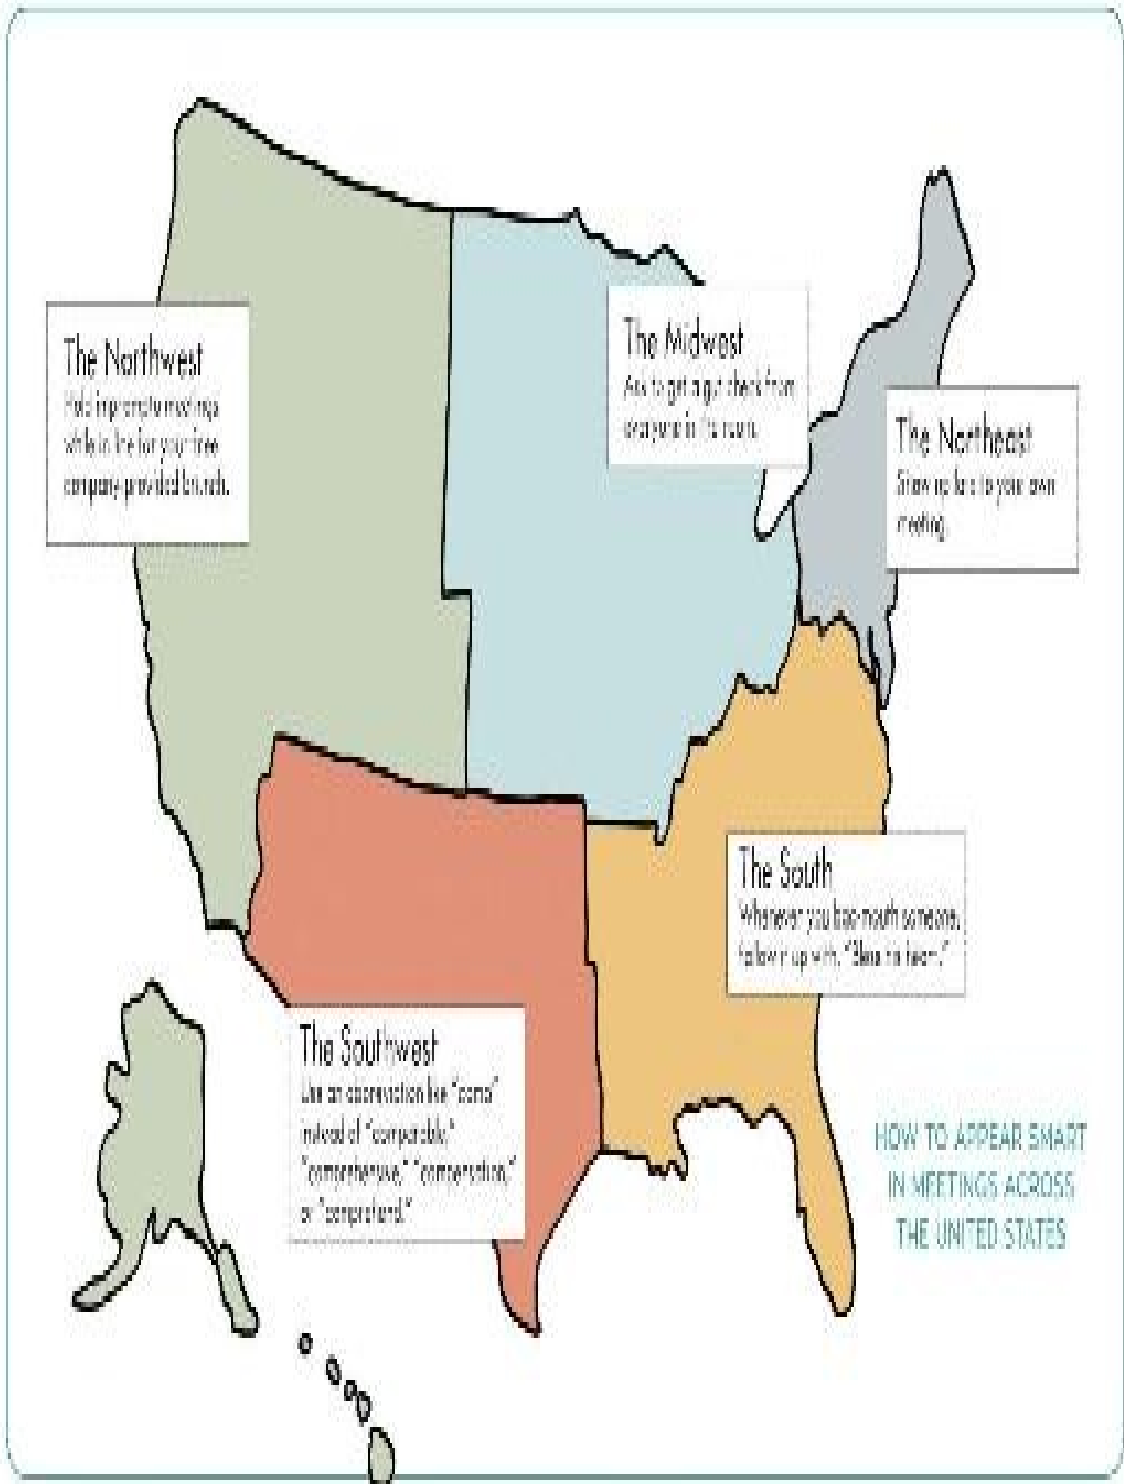 The Northwest
Hold impromptu meetings
while in line for your free
company-provided brunch.
The Midwest
Ask to get a gut check from
everyone in the room.
The Northeast
Show up late to your own
meeting.
The South
Whenever you bad-mouth someone,
follow it up with, "Bless his heart."
The Southwest
Use an abbreviation like "comp"
instead of "comparable,"
"compensation,"
or "comprehend."
HOW TO APPEAR SMART
IN MEETINGS ACROSS
THE UNITED STATES